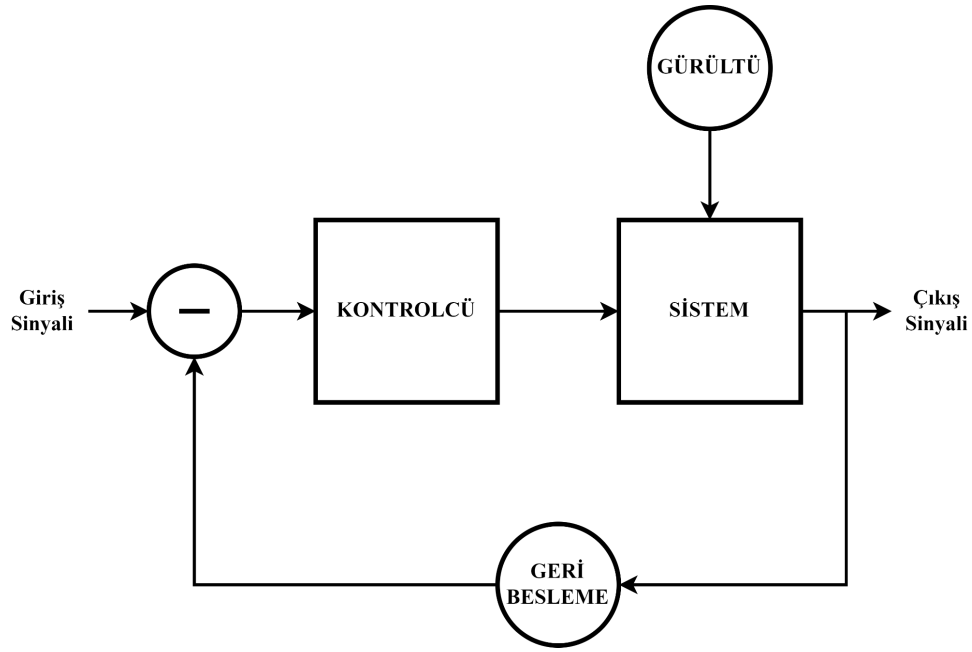 GÜRÜLTÜ
Giriş
Sinyali
−
KONTROLCÜ
SİSTEM
Çıkış
Sinyali
GERİ
BESLEME